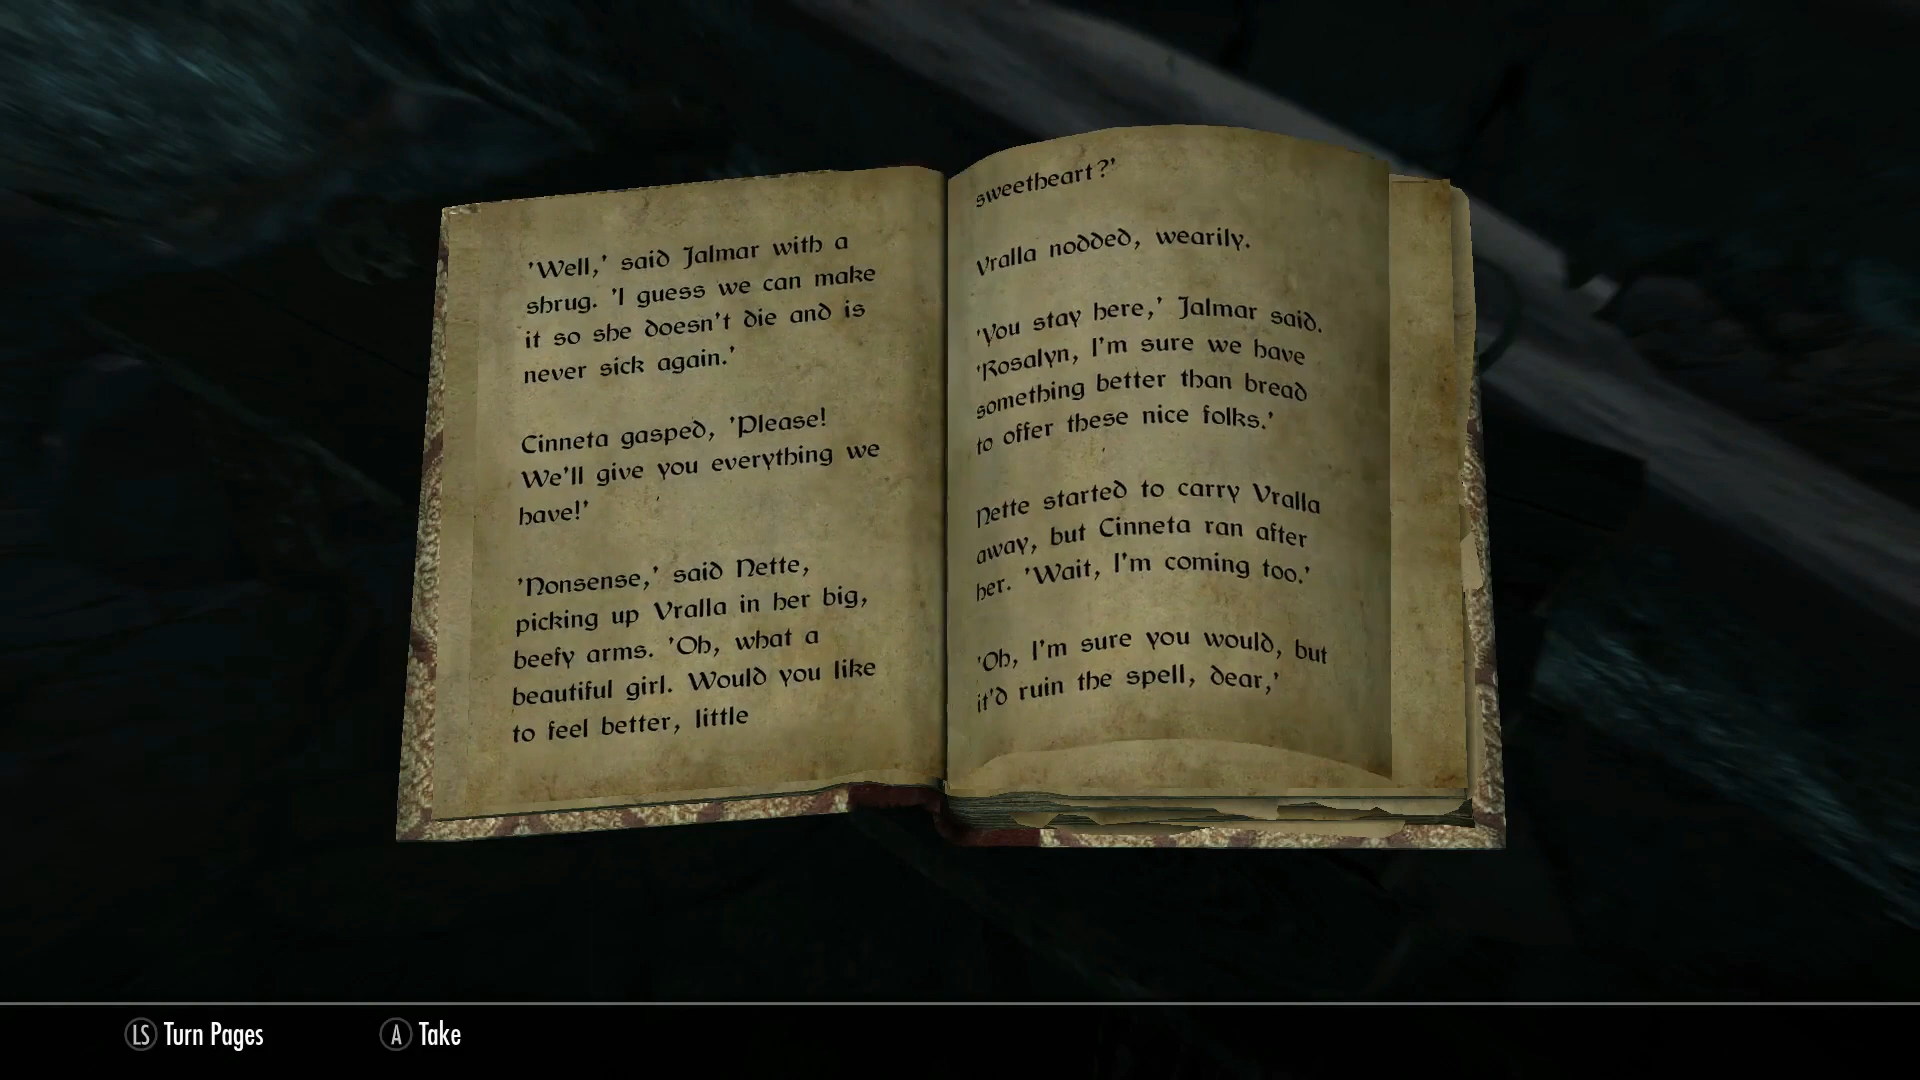 'Well,' said Jalmar with a
shrug. 'I guess we can make
it so she doesn't die and is
never sick again.'
Cinneta gasped, 'Please!
We'll give you everything we
have!'
'Nonsense,' said Nette,
picking up Vralla in her big,
beefy arms. 'Oh, what a
beautiful girl. Would you like
to feel better, little
sweetheart?'
Vralla nodded, wearily.
'You stay here,' Jalmar said.
'Rosalyn, I'm sure we have
something better than bread
to offer these nice folks.'
Nette started to carry Vralla
away, but Cinneta ran after
her. 'Wait, I'm coming too.'
'Oh, I'm sure you would, but
it'd ruin the spell, dear,'
LS Turn Pages
A Take